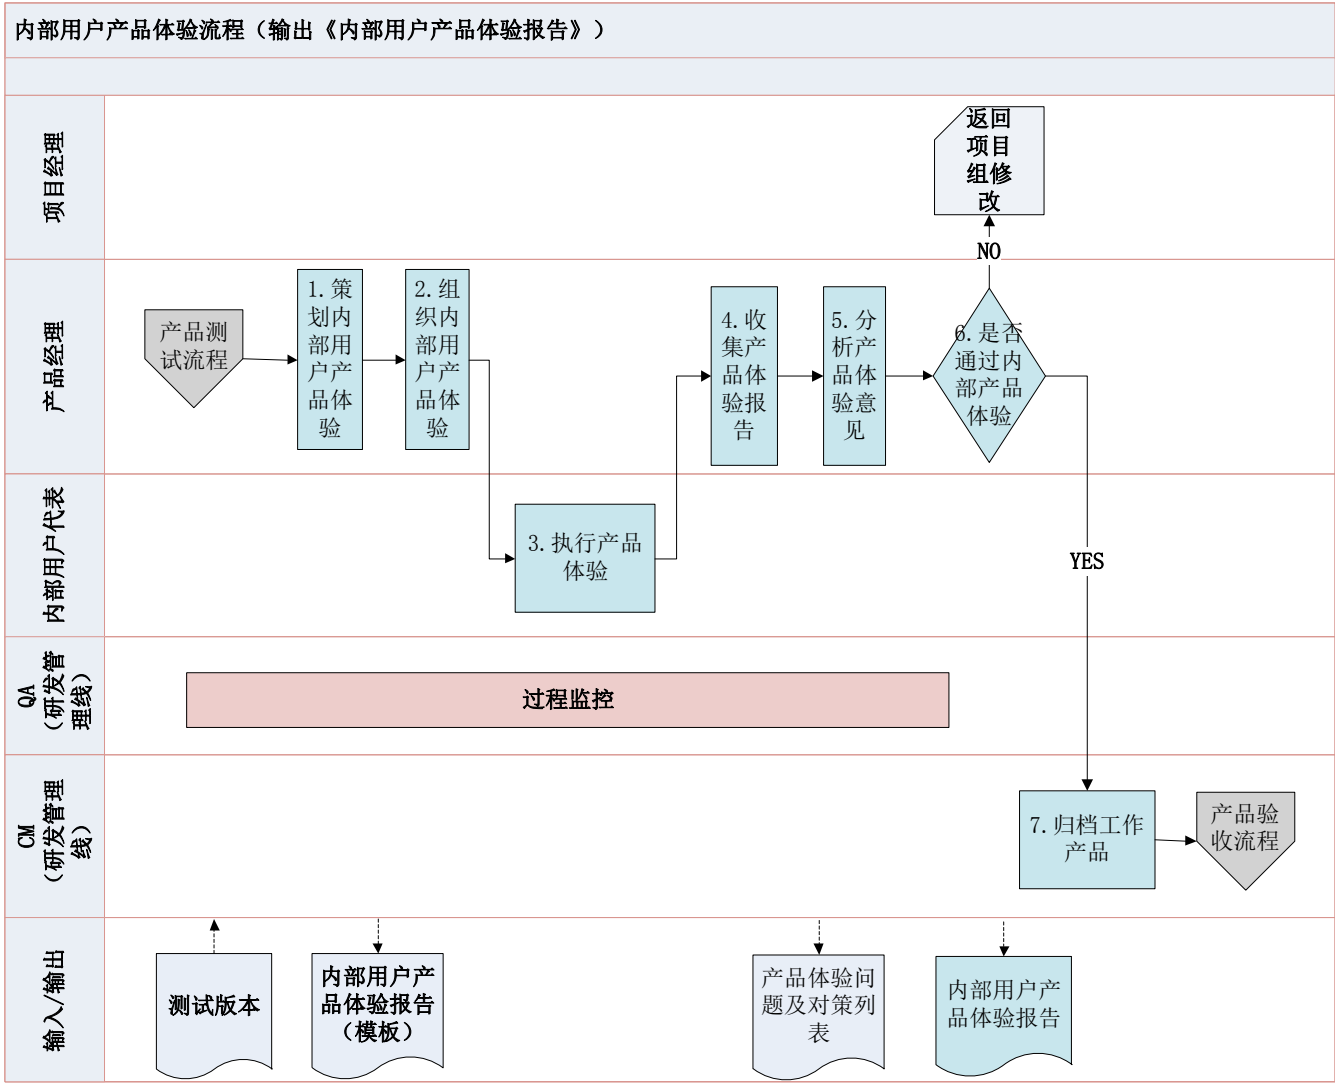 内部用户产品体验流程（输出《内部用户产品体验报告》）
项目经理
返回
项目
组修
改
NO
产品经理
产品测
试流程
1.策
划内
部用
户产
品体
验
2.组
织内
部用
户产
品体
验
4.收
集产
品体
验报
告
5.分
析产
品体
验意
见
6.是否
通过内
部产品
体验
内部用户代表
3.执行产品
体验
YES
QA
（研发管
理线）
过程监控
CM
（研发管理
线）
7.归档工作
产品
产品验
收流程
输入/输出
测试版本
内部用户产
品体验报告
（模板）
产品体验问
题及对策列
表
内部用户产
品体验报告